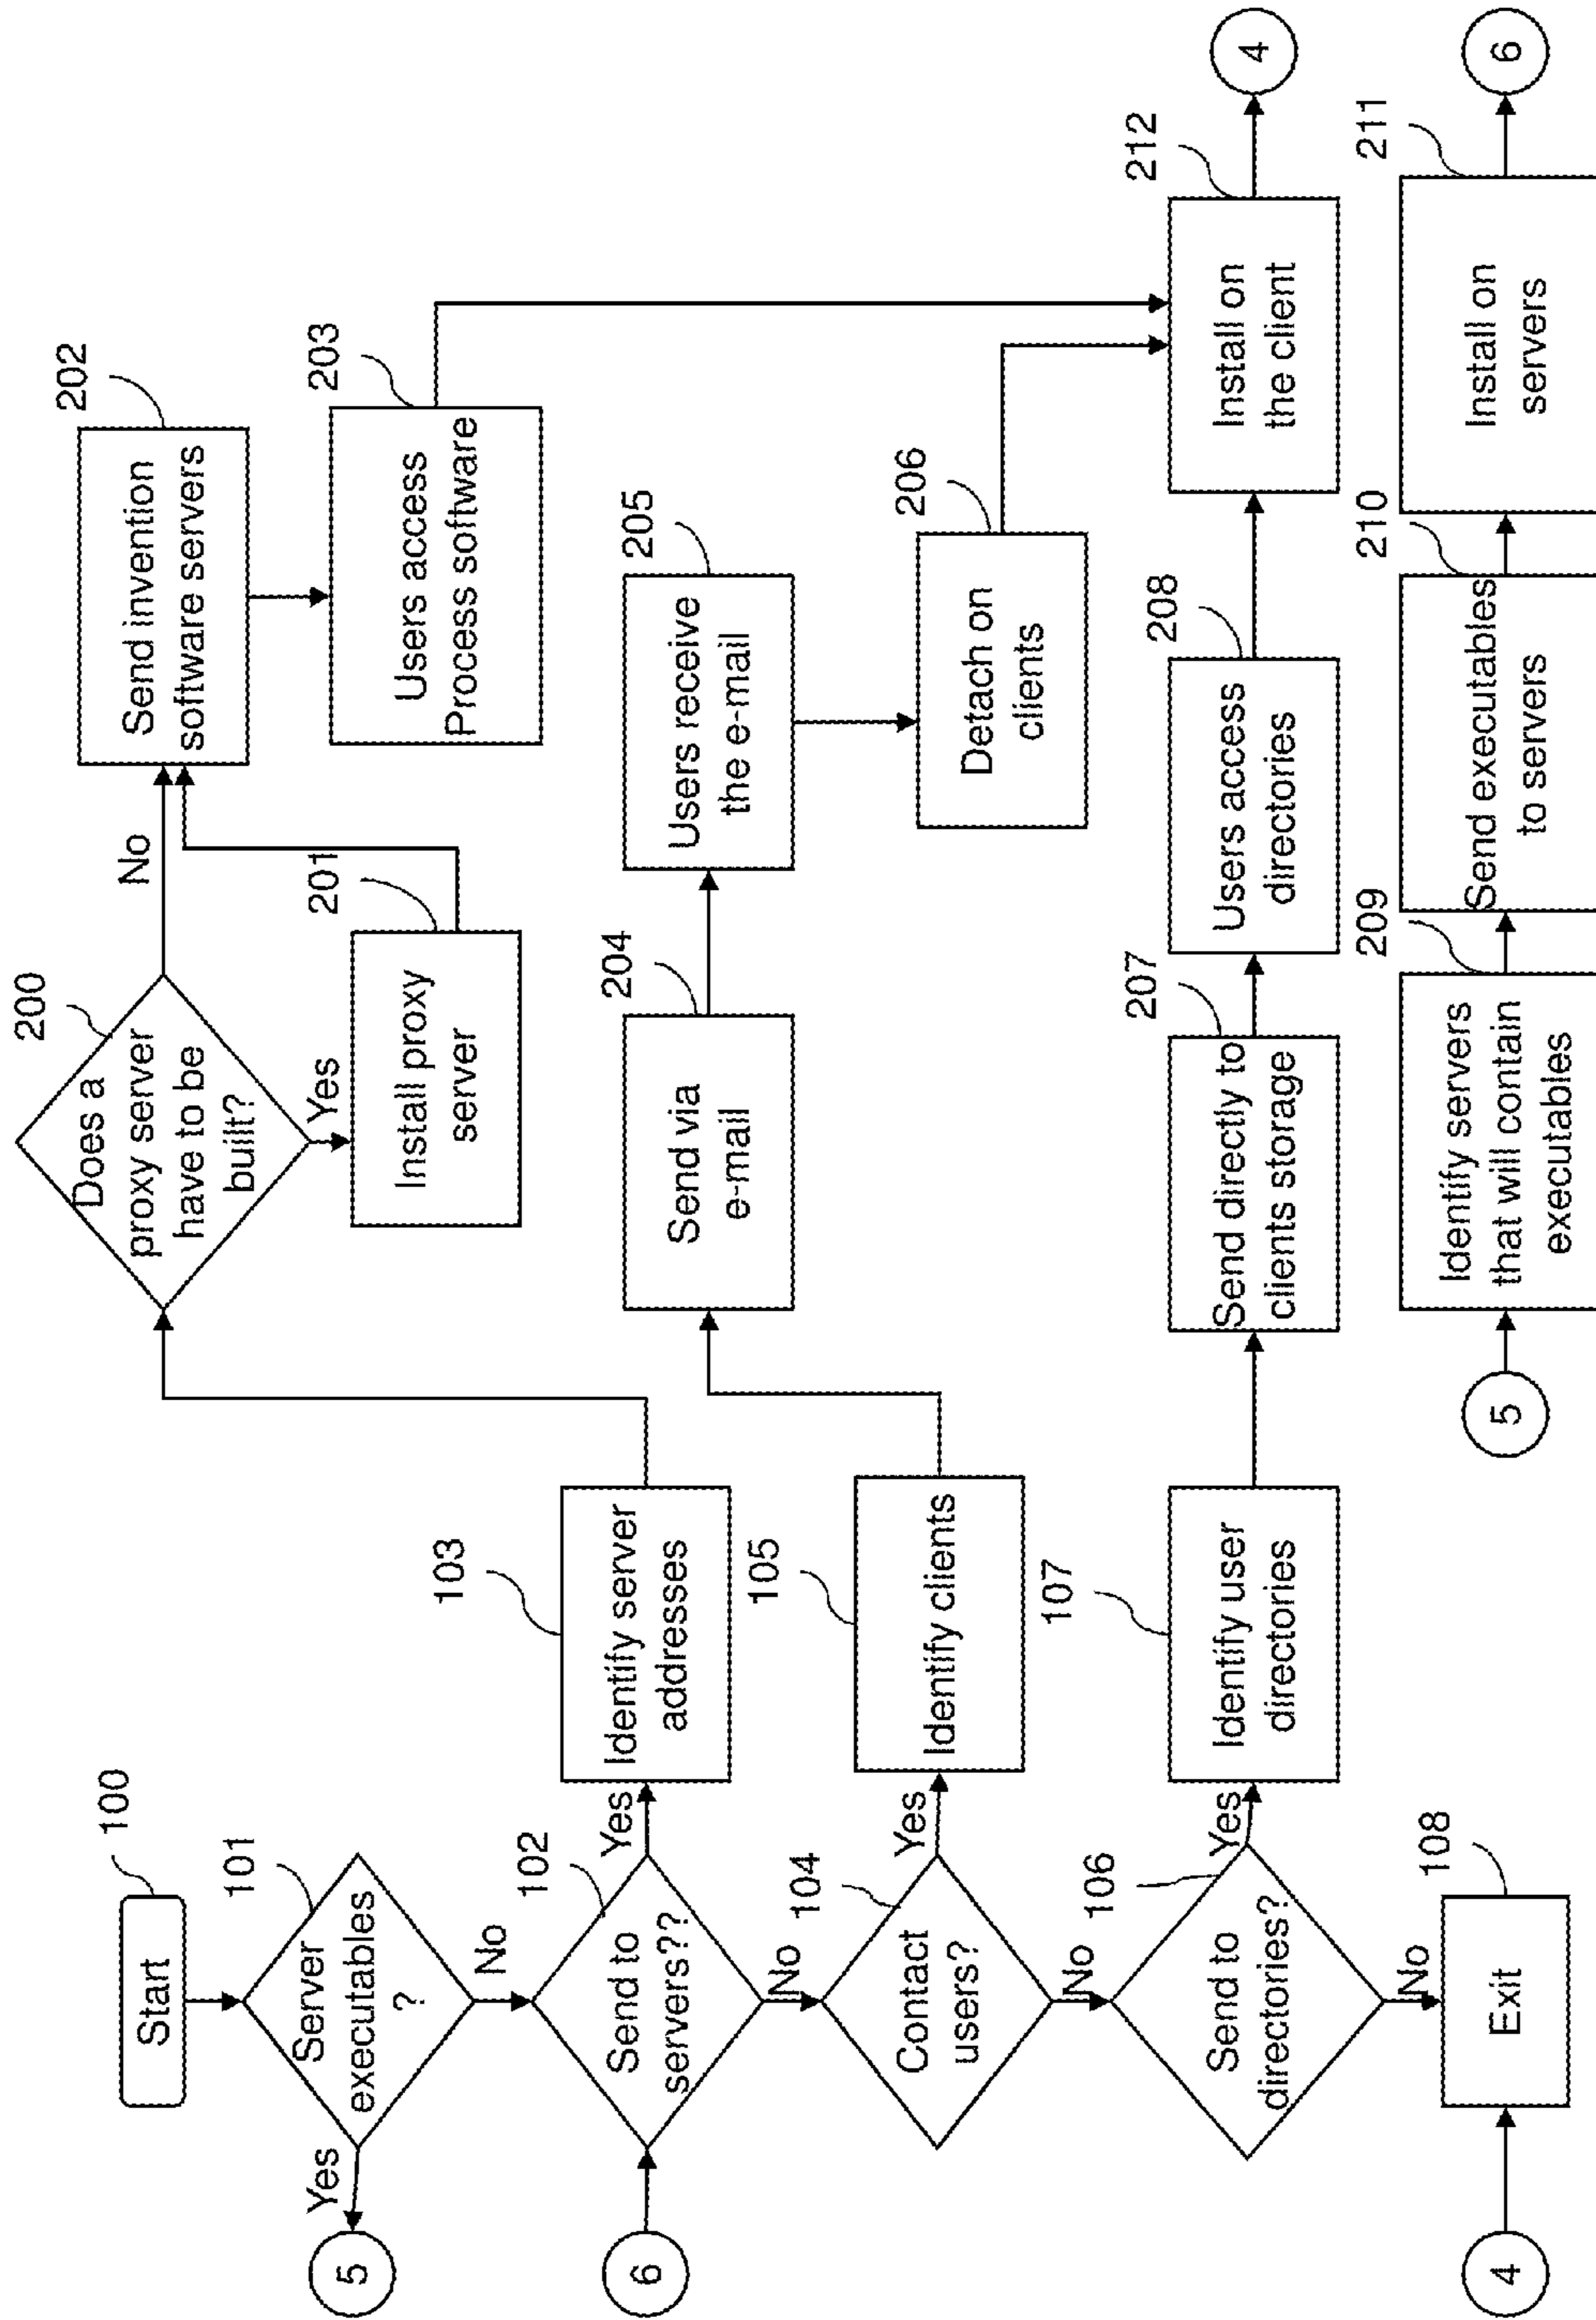 100
Start
101
Server
executables
?
Yes
5
No
102
Send to
servers??
6
Yes
103
Identify server
addresses
No
104
Contact
users?
Yes
105
Identify clients
No
106
Send to
directories?
Yes
107
Identify user
directories
No
108
Exit
4
200
Does a
proxy server
have to be
built?
No
Yes
201
Install proxy
server
202
Send invention
software servers
203
Users access
Process software
204
Send via
e-mail
205
Users receive
the e-mail
206
Detach on
clients
207
Send directly to
clients storage
208
Users access
directories
212
Install on
the client
4
5
209
Identify servers
that will contain
executables
210
Send executables
to servers
211
Install on
servers
6